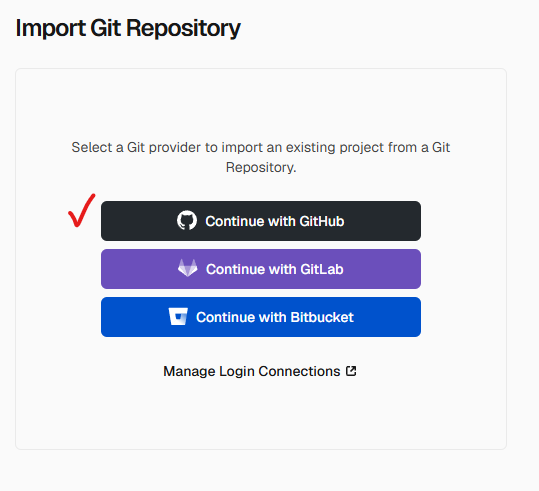 Import Git Repository
Select a Git provider to import an existing project from a Git
Repository.
Continue with GitHub
Continue with GitLab
Continue with Bitbucket
Manage Login Connections